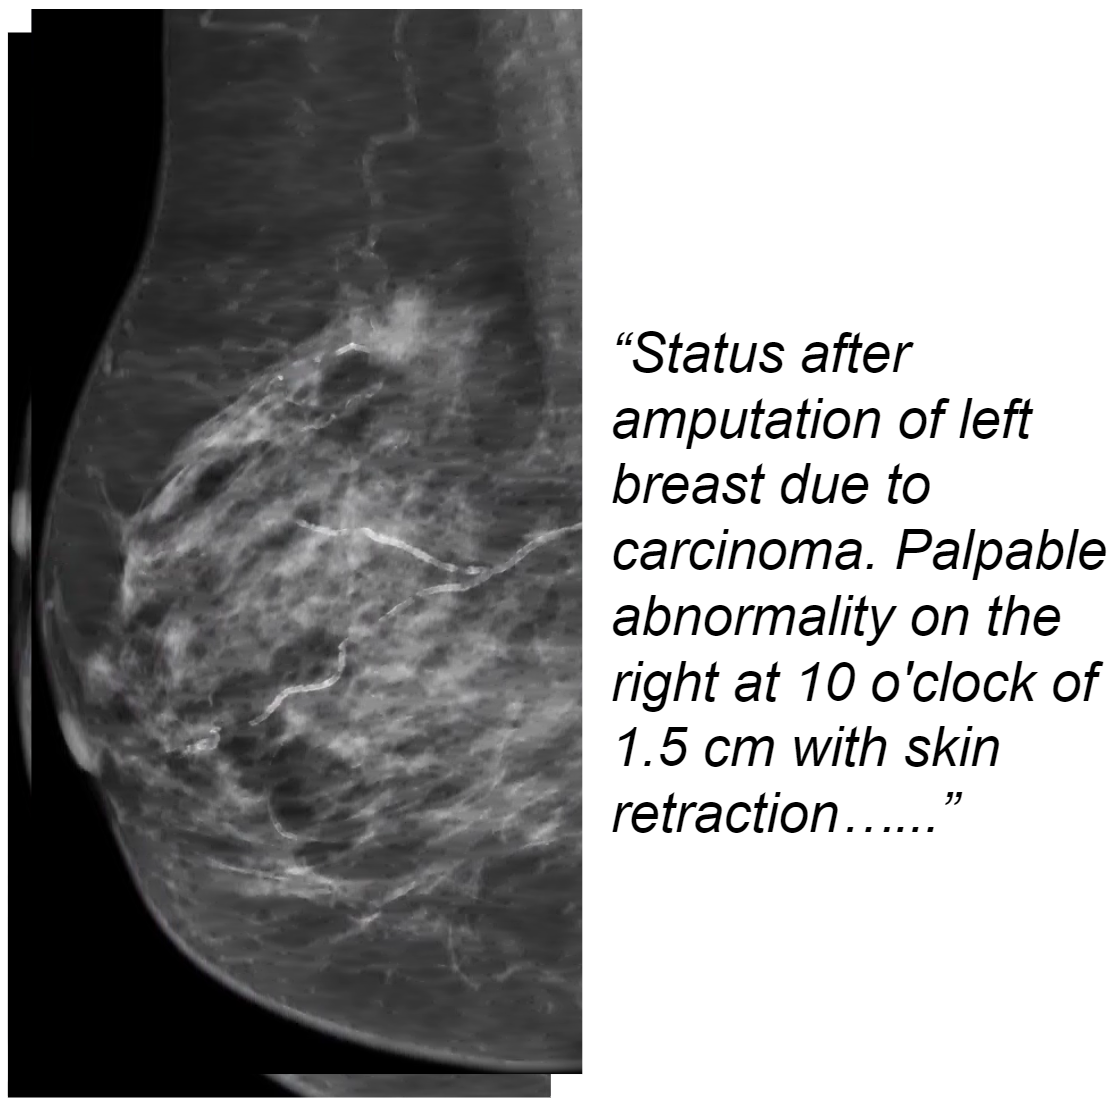 “Status after
amputation of left
breast due to
carcinoma. Palpable
abnormality on the
right at 10 o'clock of
1.5 cm with skin
retraction…...”